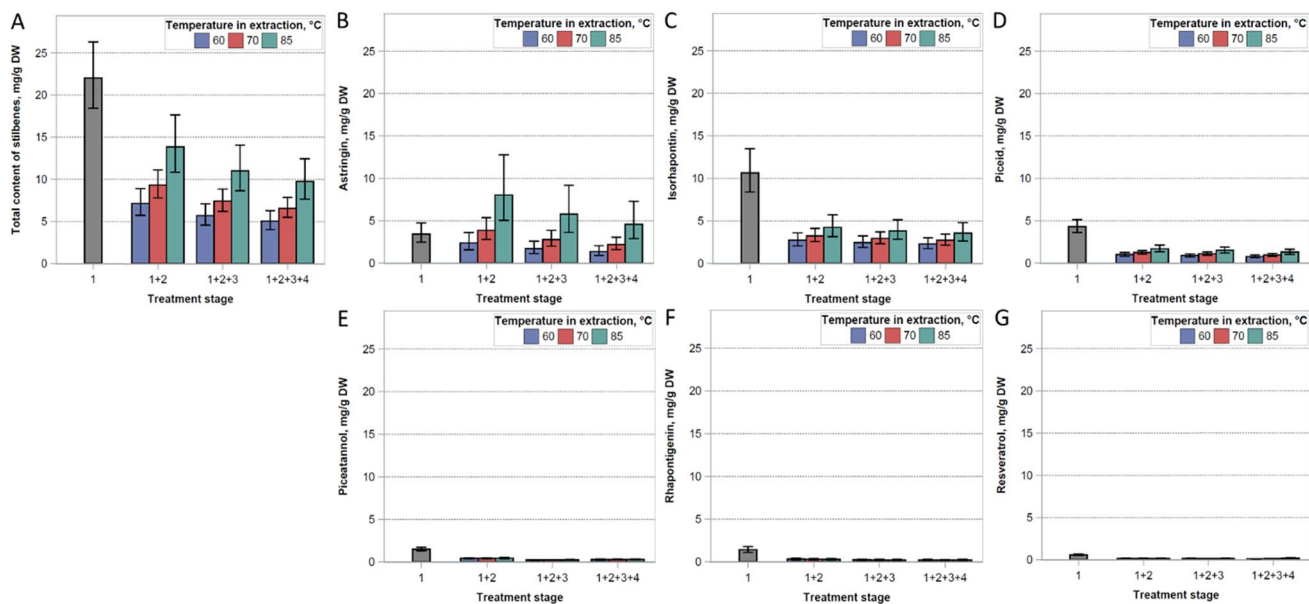 A
Temperature in extraction, °C
60 70 85
Total content of stilbenes, mg/g DW
25
20
15
10
5
0
1 1+2 1+2+3 1+2+3+4
Treatment stage
B
Temperature in extraction, °C
60 70 85
Astringin, mg/g DW
25
20
15
10
5
0
1 1+2 1+2+3 1+2+3+4
Treatment stage
C
Temperature in extraction, °C
60 70 85
Isorhapontin, mg/g DW
25
20
15
10
5
0
1 1+2 1+2+3 1+2+3+4
Treatment stage
D
Temperature in extraction, °C
60 70 85
Piceid, mg/g DW
25
20
15
10
5
0
1 1+2 1+2+3 1+2+3+4
Treatment stage
E
Temperature in extraction, °C
60 70 85
Piceatannol, mg/g DW
25
20
15
10
5
0
1 1+2 1+2+3 1+2+3+4
Treatment stage
F
Temperature in extraction, °C
60 70 85
Rhapontigenin, mg/g DW
25
20
15
10
5
0
1 1+2 1+2+3 1+2+3+4
Treatment stage
G
Temperature in extraction, °C
60 70 85
Resveratrol, mg/g DW
25
20
15
10
5
0
1 1+2 1+2+3 1+2+3+4
Treatment stage